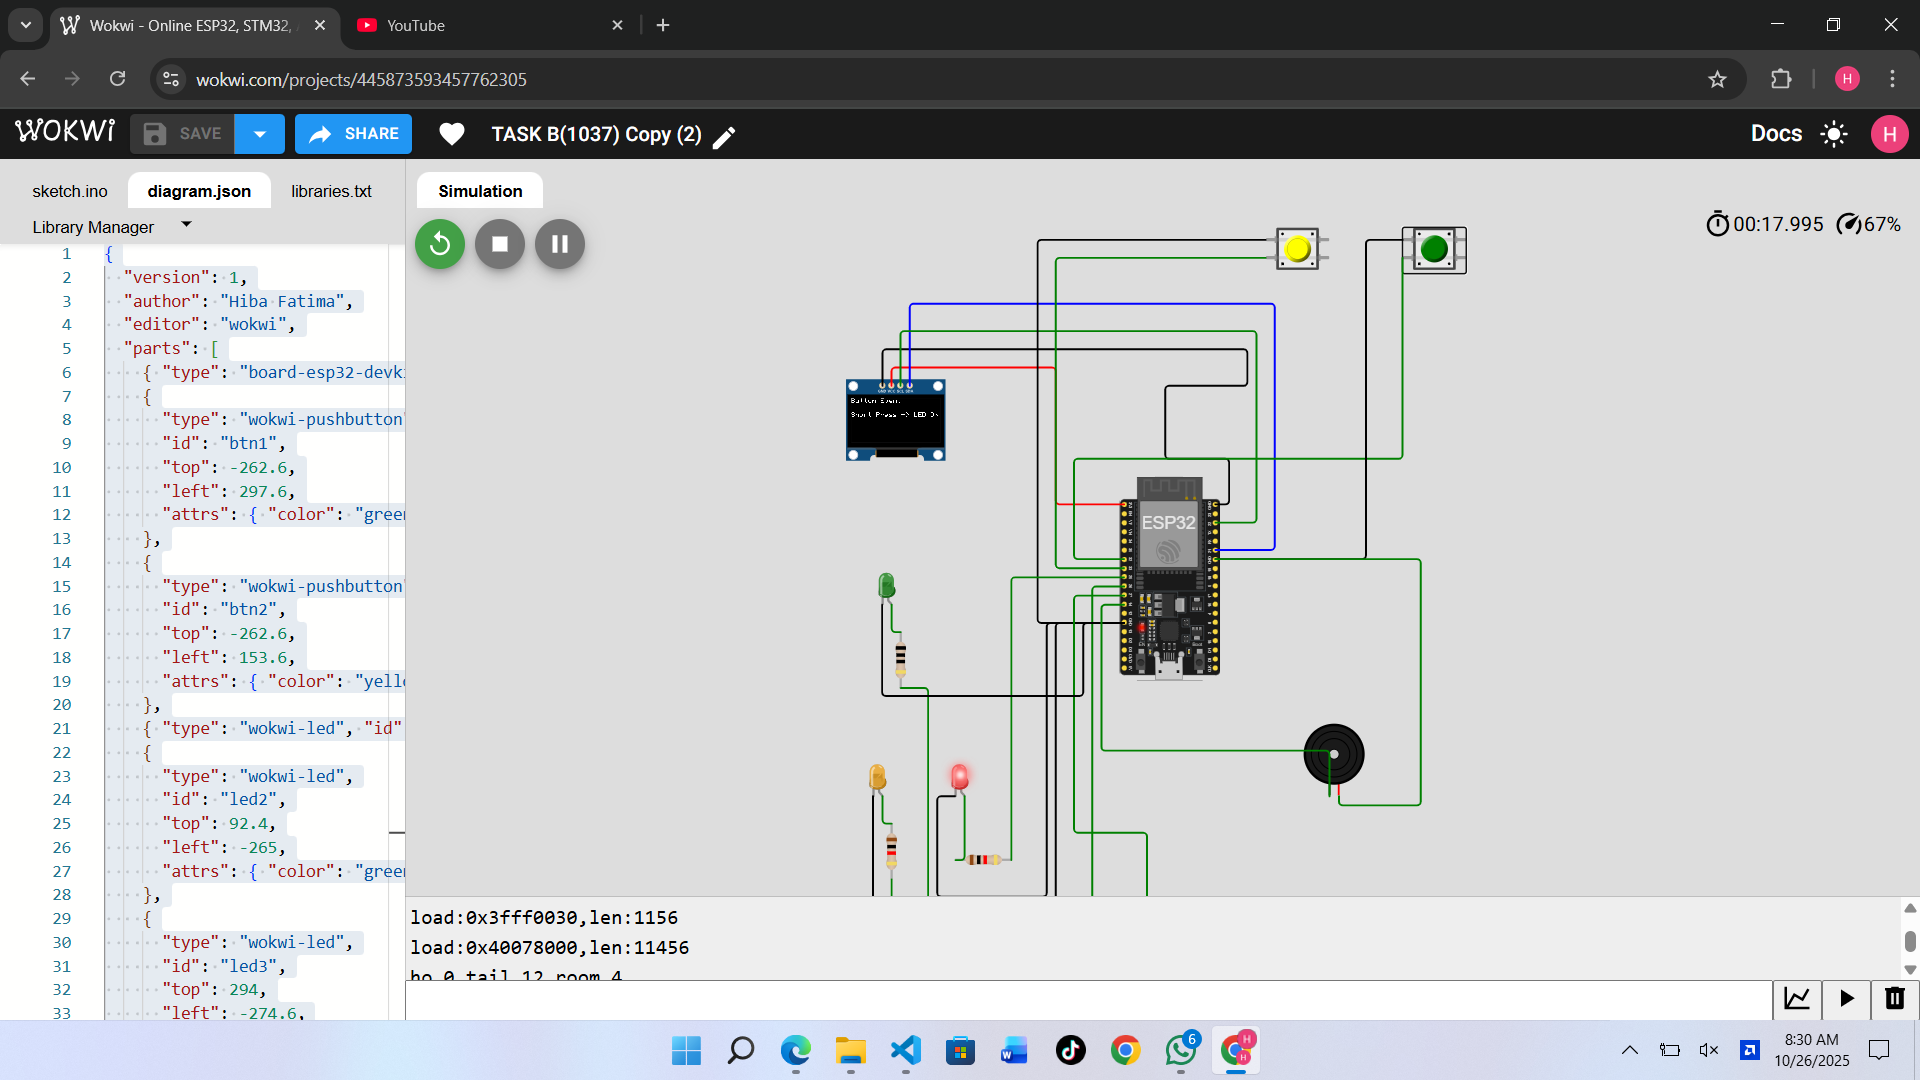 Wokwi - Online ESP32, STM32,
YouTube
wokwi.com/projects/445873593457762305
H
WOKWi
SAVE
SHARE
TASK B(1037) Copy (2)
Docs
H
sketch.ino
diagram.json
libraries.txt
Library Manager
Simulation
00:17.995
67%
1 {
2 "version": 1,
3 "author": "Hiba Fatima",
4 "editor": "wokwi",
5 "parts": [
6 { "type": "board-esp32-devk
7 {
8 "type": "wokwi-pushbutton"
9 "id": "btn1",
10 "top": -262.6,
11 "left": 297.6,
12 "attrs": { "color": "green
13 },
14 {
15 "type": "wokwi-pushbutton"
16 "id": "btn2",
17 "top": -262.6,
18 "left": 153.6,
19 "attrs": { "color": "yello
20 },
21 { "type": "wokwi-led", "id"
22 {
23 "type": "wokwi-led",
24 "id": "led2",
25 "top": 92.4,
26 "left": -265,
27 "attrs": { "color": "green
28 },
29 {
30 "type": "wokwi-led",
31 "id": "led3",
32 "top": 294,
33 "left": -274.6,
Button Event
Short Press -> LED
ESP32
load:0x3fff0030,len:1156
load:0x40078000,len:11456
ho 0 tail 12 room 4
6
H
H
8:30 AM
10/26/2025